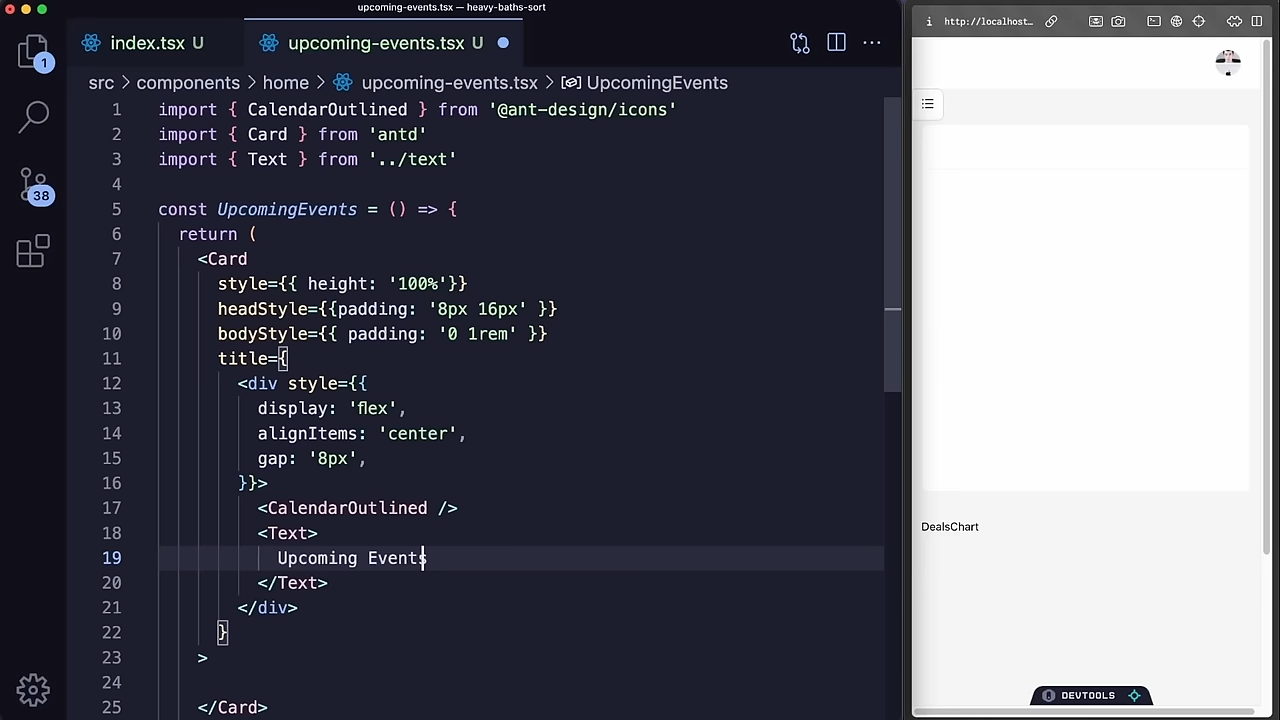 upcoming-events.tsx — heavy-baths-sort
index.tsx U
upcoming-events.tsx U
src > components > home > upcoming-events.tsx > UpcomingEvents
1 import { CalendarOutlined } from '@ant-design/icons'
2 import { Card } from 'antd'
3 import { Text } from '../text'
4
5 const UpcomingEvents = () => {
6 return (
7 <Card
8 style={{ height: '100%'}}
9 headStyle={{padding: '8px 16px' }}
10 bodyStyle={{ padding: '0 1rem' }}
11 title={
12 <div style={{
13 display: 'flex',
14 alignItems: 'center',
15 gap: '8px',
16 }}>
17 <CalendarOutlined />
18 <Text>
19 Upcoming Events
20 </Text>
21 </div>
22 }
23 >
24
25 </Card>
1
38
http://localhost...
DealsChart
DEVTOOLS